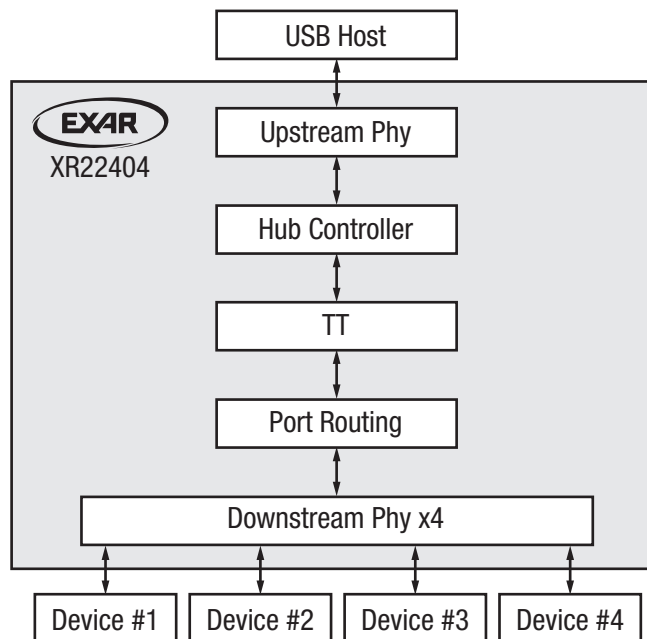 USB Host
EXAR
XR22404
Upstream Phy
Hub Controller
TT
Port Routing
Downstream Phy x4
Device #1
Device #2
Device #3
Device #4